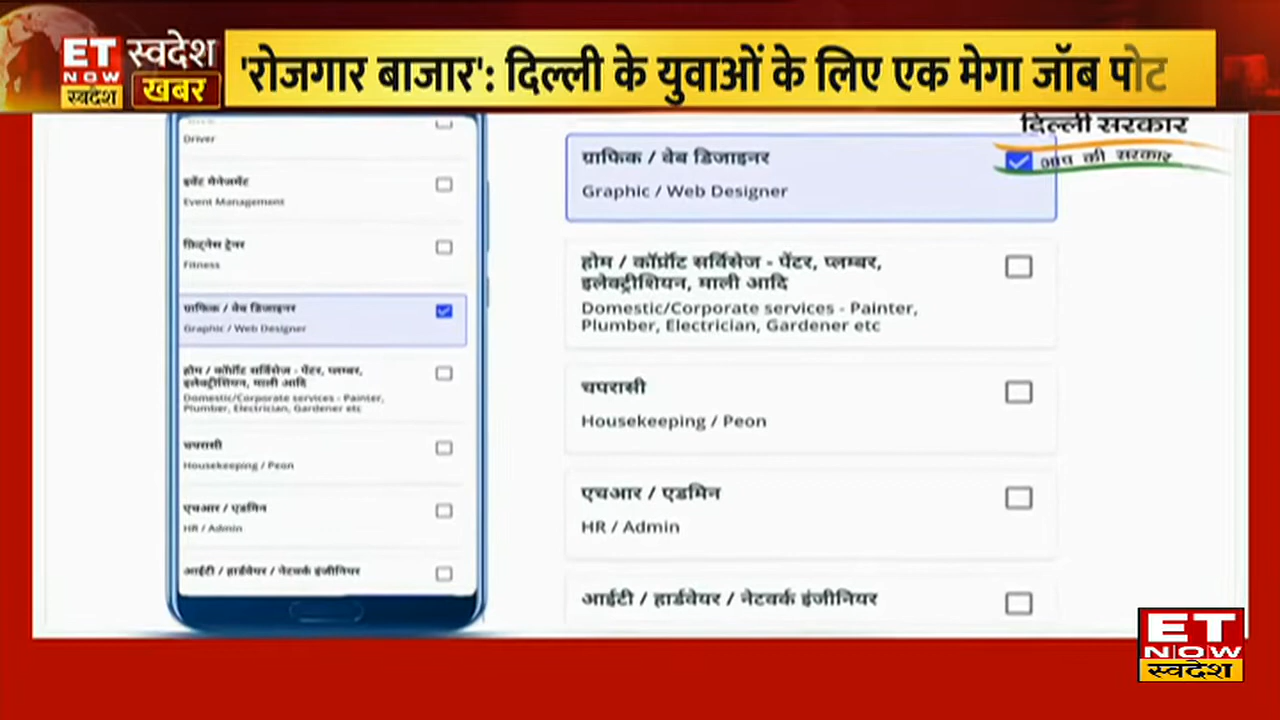 ET NOW स्वदेश
स्वदेश खबर
'रोजगार बाजार': दिल्ली के युवाओं के लिए एक मेगा जॉब पोट
Driver
इवेंट मैनेजमेंट
Event Management
फ़िटनेस ट्रेनर
Fitness
ग्राफिक / वेब डिजाइनर
Graphic / Web Designer
होम / कॉर्प्रोट सर्विसेज - पेंटर, प्लम्बर,
इलेक्ट्रीशियन, माली आदि
Domestic/Corporate services - Painter,
Plumber, Electrician, Gardener etc
चपरासी
Housekeeping / Peon
एचआर / एडमिन
HR / Admin
आईटी / हार्डवेयर / नेटवर्क इंजीनियर
दिल्ली सरकार
आप की सरकार
ग्राफिक / वेब डिजाइनर
Graphic / Web Designer
होम / कॉर्प्रोट सर्विसेज - पेंटर, प्लम्बर,
इलेक्ट्रीशियन, माली आदि
Domestic/Corporate services - Painter,
Plumber, Electrician, Gardener etc
चपरासी
Housekeeping / Peon
एचआर / एडमिन
HR / Admin
आईटी / हार्डवेयर / नेटवर्क इंजीनियर
ET
NOW
स्वदेश